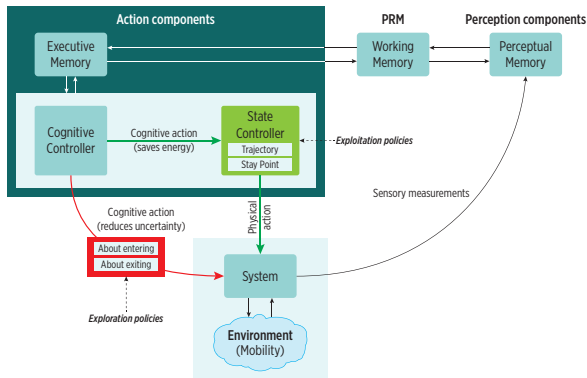 Action components
PRM
Perception components
Executive
Memory
Working
Memory
Perceptual
Memory
Cognitive
Controller
Cognitive action
(saves energy)
State
Controller
Trajectory
Stay Point
Exploitation policies
Sensory measurements
Cognitive action
(reduces uncertainty)
Physical
action
About entering
About exiting
System
Exploration policies
Environment
(Mobility)